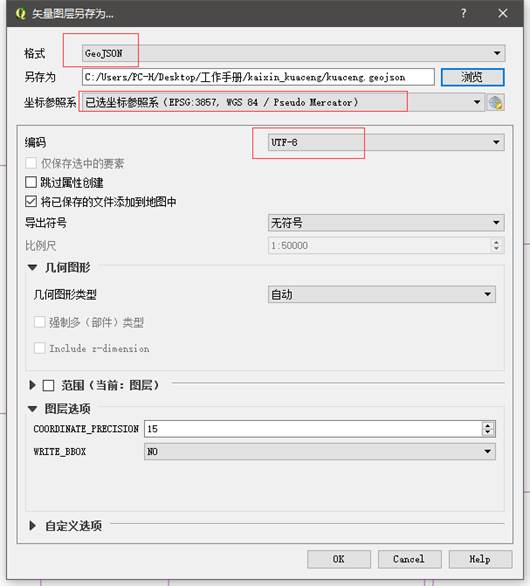 矢量图层另存为...
格式 GeoJSON
另存为 C:/Users/PC-H/Desktop/工作手册/kaixin_kuaceng/kuaceng.geojson 浏览
坐标参照系 已选坐标参照系 (EPSG:3857, WGS 84 / Pseudo Mercator)
编码 UTF-8
仅保存选中的要素
跳过属性创建
将已保存的文件添加到地图中
导出符号 无符号
比例尺 1:50000
几何图形
几何图形类型 自动
强制多（部件）类型
Include z-dimension
范围（当前：图层）
图层选项
COORDINATE_PRECISION 15
WRITE_BBOX NO
自定义选项
OK Cancel Help